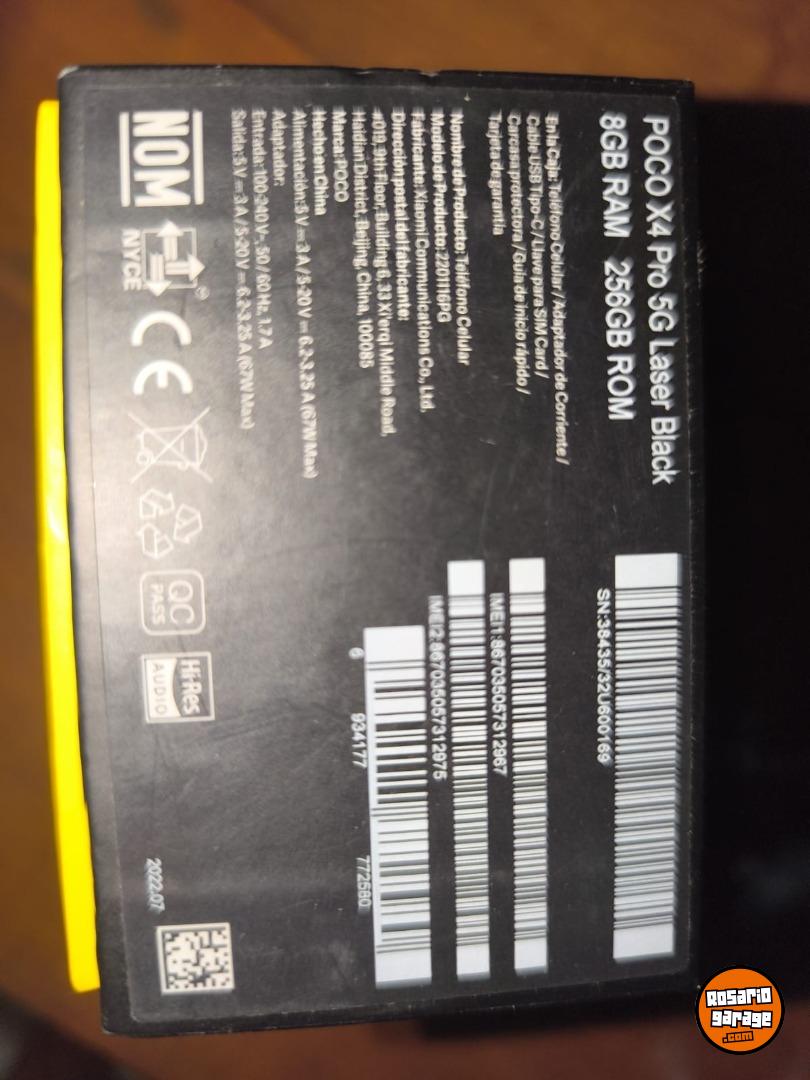 POCO X4 Pro 5G Laser Black
8GB RAM 256GB ROM
SN:38435/32U600169
En la Caja: Teléfono Celular / Adaptador de Corriente /
Cable USB Tipo-C / Llave para SIM Card /
Carcasa protectora / Guía de inicio rápido /
Tarjeta de garantía
IMEI1: 867035057312967
Nombre de Producto: Teléfono Celular
Modelo de Producto: 2201116PG
Fabricante: Xiaomi Communications Co., Ltd.
Dirección postal del fabricante:
#019, 9th Floor, Building 6, 33 Xi'erqi Middle Road,
Haidian District, Beijing, China, 100085
Marca: POCO
Hecho en China
IMEI2: 867035057312975
Alimentación: 5 V ⎓ 3 A / 5-20 V ⎓ 6.2-3.25 A (67W Max)
Adaptador:
Entrada: 100-240 V~, 50 / 60 Hz, 1.7 A
Salida: 5 V ⎓ 3 A / 5-20 V ⎓ 6.2-3.25 A (67W Max)
6 934177 772560
NOM
NYCE
CE
QC
PASS
Hi-Res
AUDIO
2022.07
Rosario
garage
.com